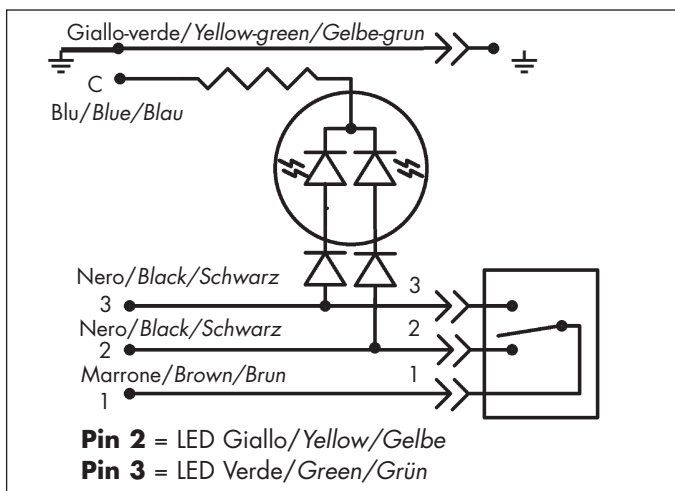 Giallo-verde/Yellow-green/Gelbe-grun
C
Blu/Blue/Blau
Nero/Black/Schwarz 3
3
Nero/Black/Schwarz 2
2
Marrone/Brown/Brun 1
1
Pin 2 = LED Giallo/Yellow/Gelbe
Pin 3 = LED Verde/Green/Grün